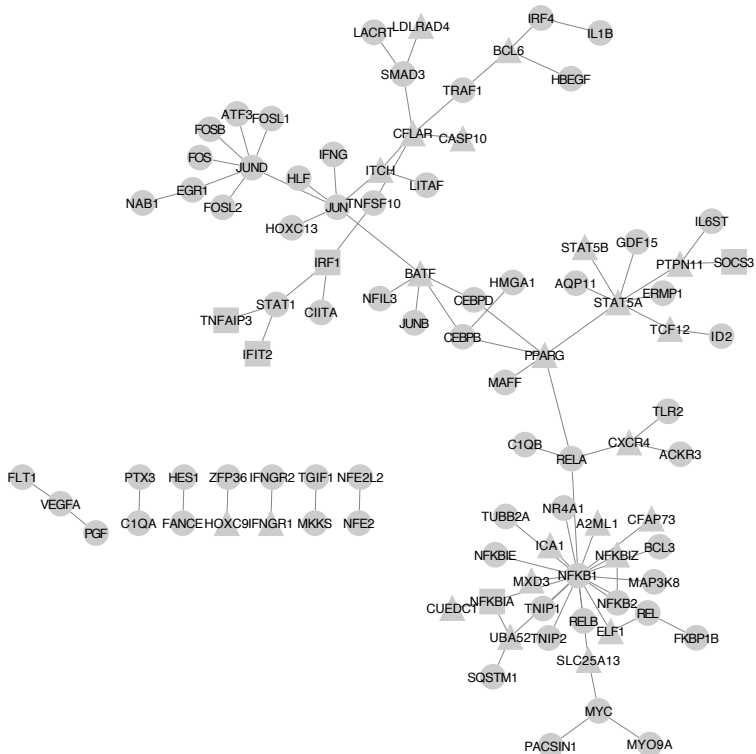 IRF4
LDLRAD4
LACRT
IL1B
BCL6
SMAD3
HBEGF
TRAF1
ATF3
FOSL1
FOSB
CFLAR
CASP10
IFNG
FOS
JUND
HLF
ITCH
EGR1
LITAF
NAB1
FOSL2
JUN
TNFSF10
HOXC13
IL6ST
STAT5B
GDF15
IRF1
PTPN11
SOCS3
BATF
HMGA1
AQP11
ERMP1
NFIL3
CEBPD
STAT5A
STAT1
CIITA
TNFAIP3
JUNB
TCF12
ID2
CEBPB
IFIT2
PPARG
MAFF
TLR2
C1QB
CXCR4
RELA
ACKR3
FLT1
PTX3
HES1
ZFP36
IFNGR2
TGIF1
NFE2L2
VEGFA
PGF
C1QA
FANCE
HOXC9
IFNGR1
MKKS
NFE2
NR4A1
TUBB2A
A2ML1
CFAP73
ICA1
NFKBIE
NFKBIZ
BCL3
MXD3
NFKB1
MAP3K8
NFKBIA
NFKB2
CUEDC1
TNIP1
REL
RELB
UBA52
TNIP2
ELF1
FKBP1B
SLC25A13
SQSTM1
MYC
PACSIN1
MYO9A